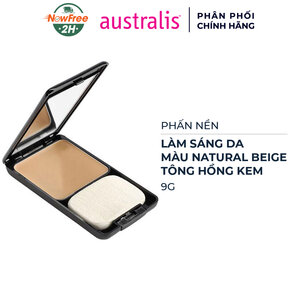 NowFree
2H
australis
PHÂN PHỐI
CHÍNH HÃNG
PHẤN NỀN
LÀM SÁNG DA
MÀU NATURAL BEIGE
TÔNG HỒNG KEM
9G